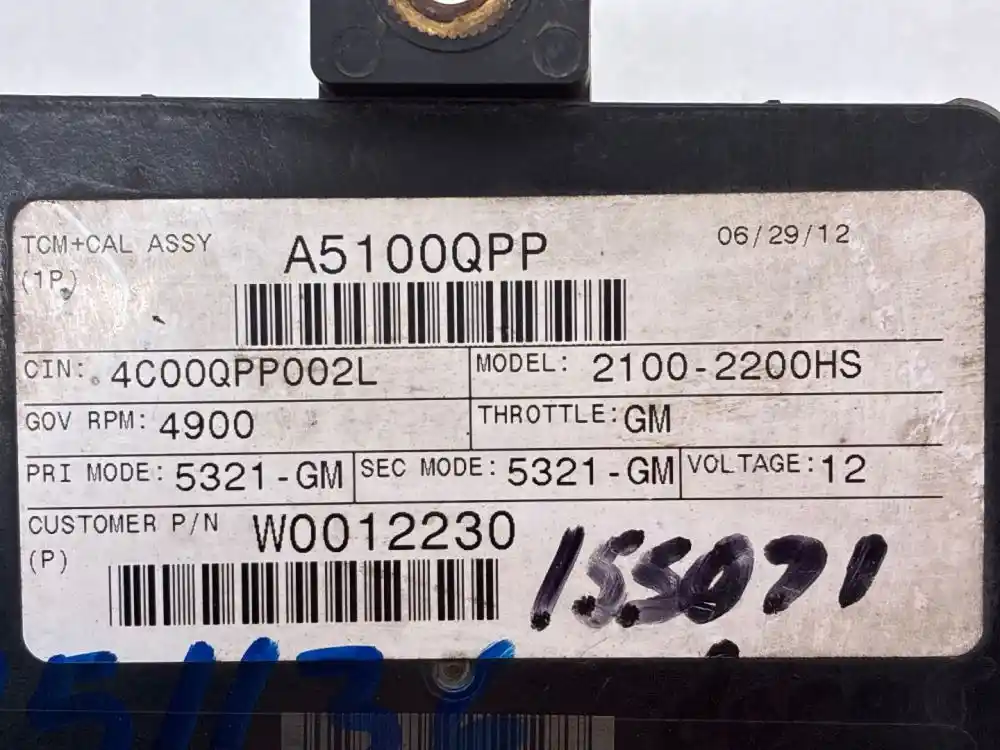 TCM+CAL ASSY A5100QPP 06/29/12
(1P)
CIN: 4C00QPP002L MODEL: 2100-2200HS
GOV RPM: 4900 THROTTLE: GM
PRI MODE: 5321-GM SEC MODE: 5321-GM VOLTAGE: 12
CUSTOMER P/N W0012230
(P) 155071